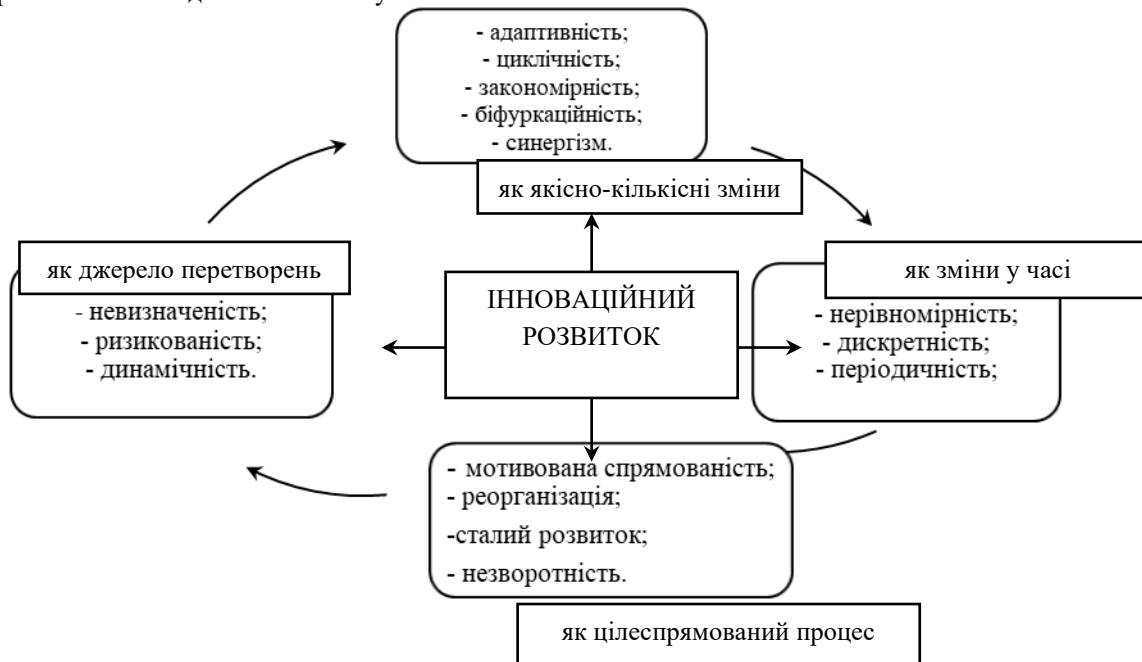 - адаптивність;
- циклічність;
- закономірність;
- біфуркаційність;
- синергізм.
як якісно-кількісні зміни
як джерело перетворень
- невизначеність;
- ризикованість;
- динамічність.
ІННОВАЦІЙНИЙ
РОЗВИТОК
як зміни у часі
- нерівномірність;
- дискретність;
- періодичність;
- мотивована спрямованість;
- реорганізація;
-сталий розвиток;
- незворотність.
як цілеспрямований процес